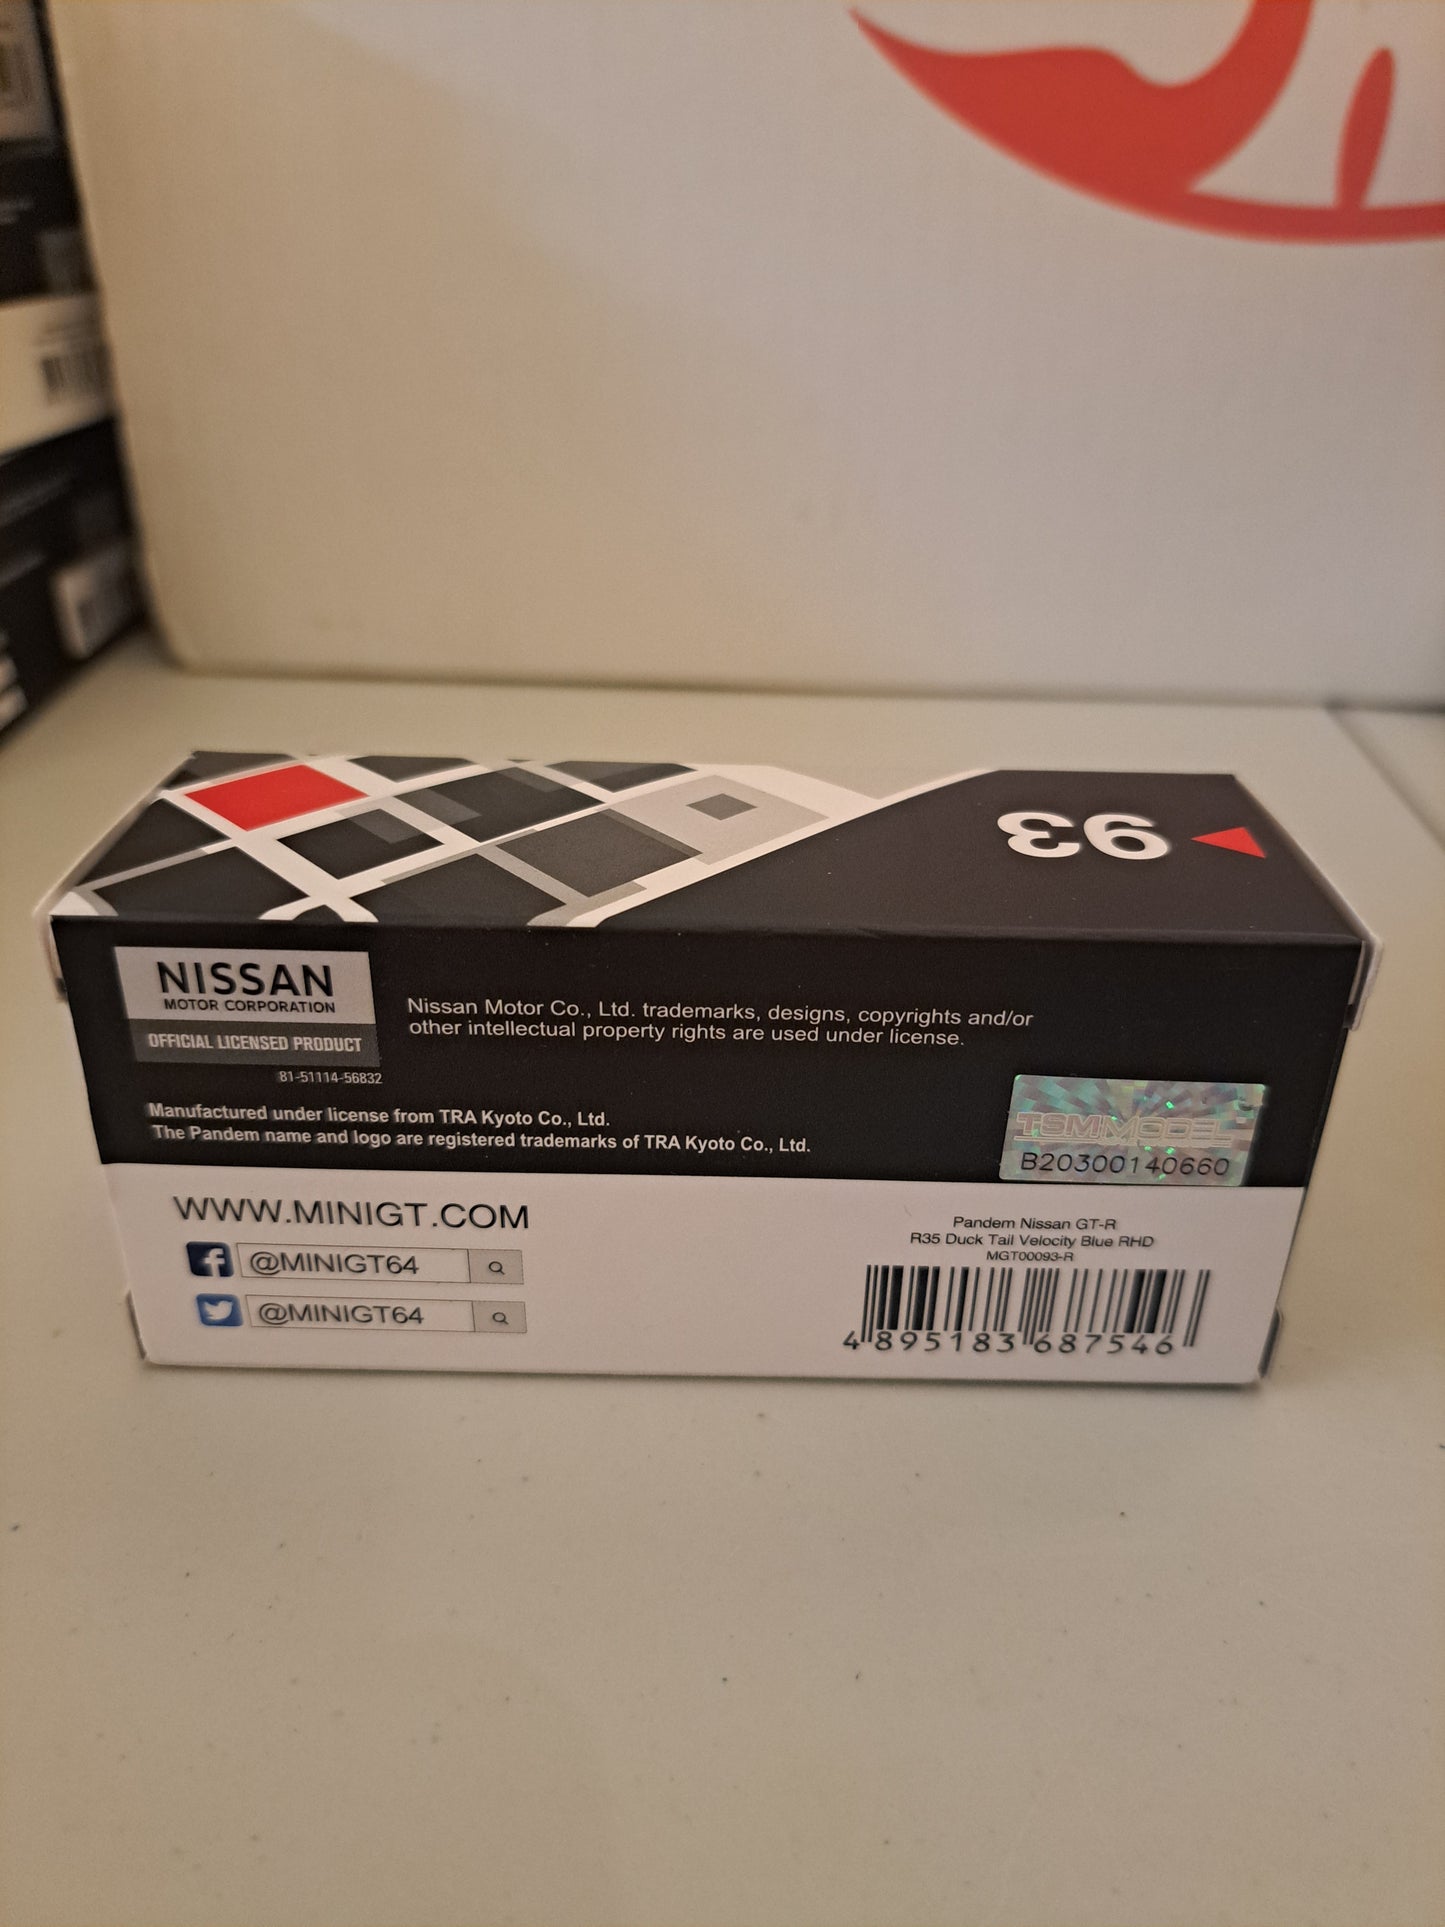 93
NISSAN
MOTOR CORPORATION
OFFICIAL LICENSED PRODUCT
81-51114-56832
Nissan Motor Co., Ltd. trademarks, designs, copyrights and/or
other intellectual property rights are used under license.
Manufactured under license from TRA Kyoto Co., Ltd.
The Pandem name and logo are registered trademarks of TRA Kyoto Co., Ltd.
TSM MODEL
B20300140660
WWW.MINIGT.COM
@MINIGT64
@MINIGT64
Pandem Nissan GT-R
R35 Duck Tail Velocity Blue RHD
MGT00093-R
4 895183 687546